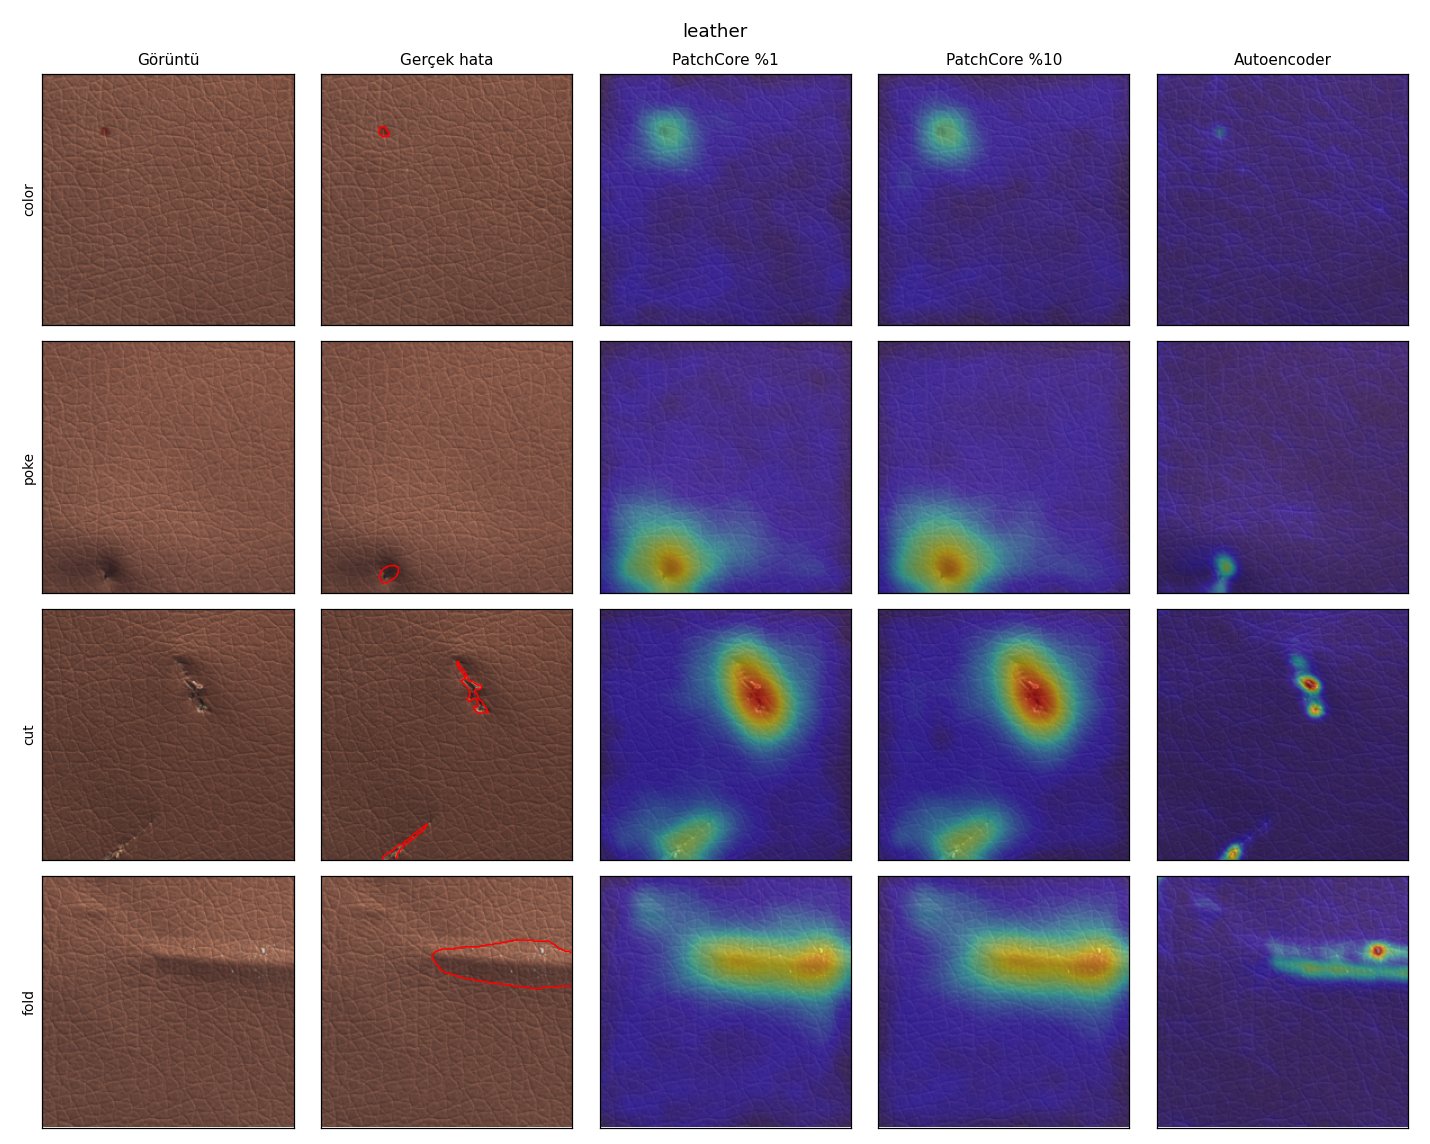 leather
Görüntü
Gerçek hata
PatchCore %1
PatchCore %10
Autoencoder
color
poke
cut
fold